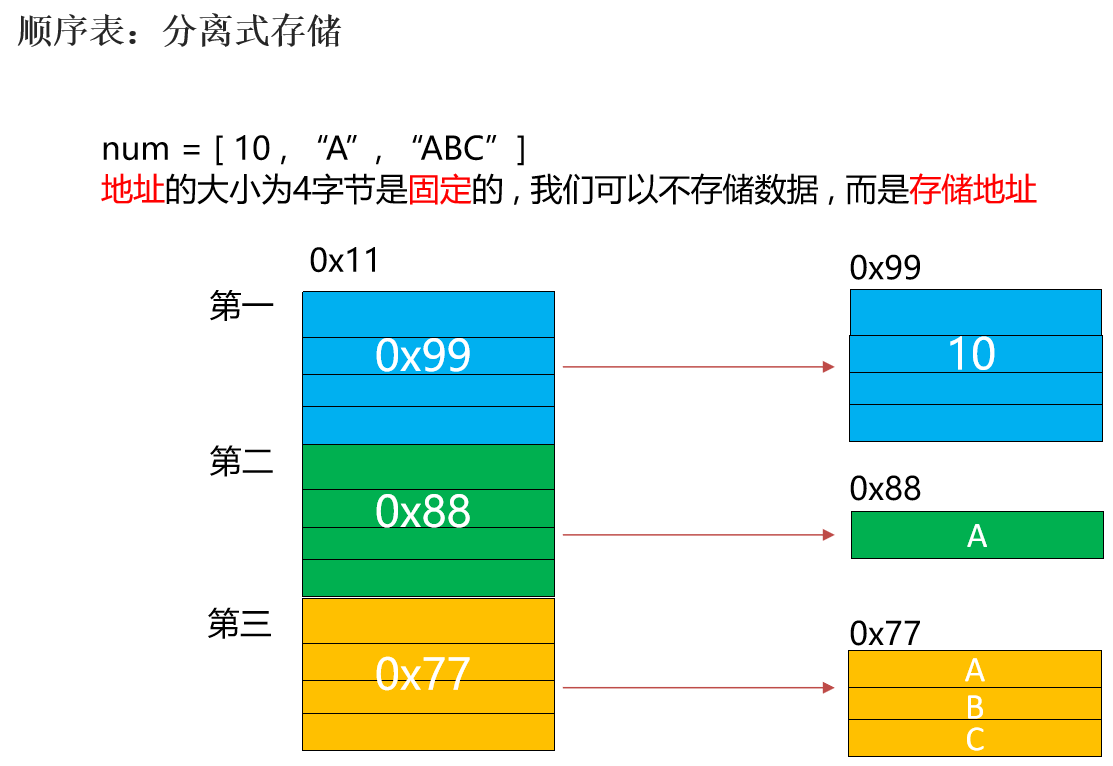 顺序表：分离式存储
num = [ 10 , “A” , “ABC” ]
地址的大小为4字节是固定的 , 我们可以不存储数据 , 而是存储地址
0x11
0x99
第一
0x99
10
第二
0x88
0x88
A
第三
0x77
0x77
A
B
C